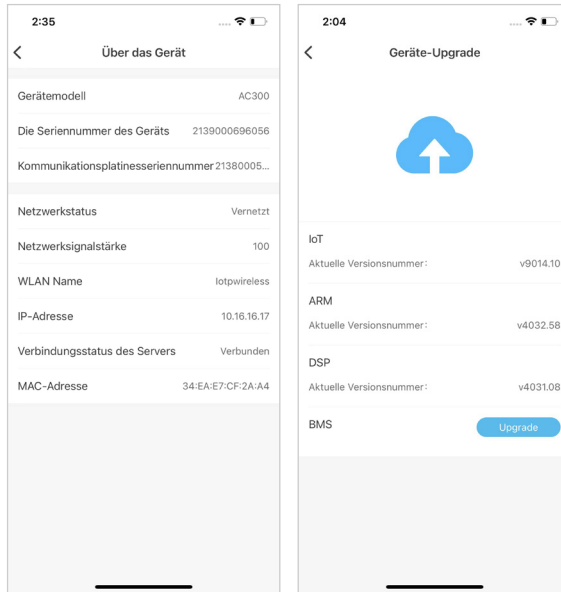 2:35
Über das Gerät
Gerätemodell AC300
Die Seriennummer des Geräts 2139000696056
Kommunikationsplatinesseriennummer 21380005...
Netzwerkstatus Vernetzt
Netzwerksignalstärke 100
WLAN Name Iotpwireless
IP-Adresse 10.16.16.17
Verbindungsstatus des Servers Verbunden
MAC-Adresse 34:EA:E7:CF:2A:A4
2:04
Geräte-Upgrade
IoT
Aktuelle Versionsnummer: v9014.10
ARM
Aktuelle Versionsnummer: v4032.58
DSP
Aktuelle Versionsnummer: v4031.08
BMS Upgrade